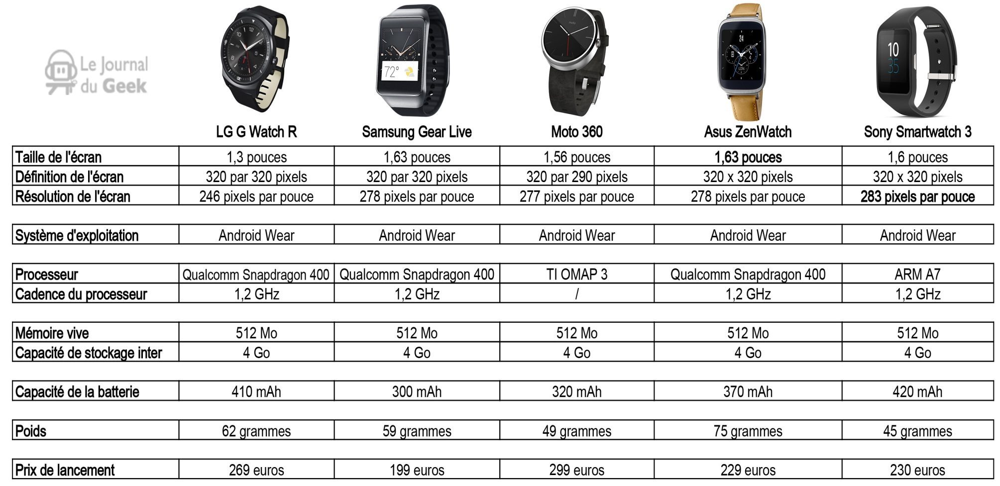 Le Journal
du Geek
72°
moto
24
LDN
10
35
LG G Watch R Samsung Gear Live Moto 360 Asus ZenWatch Sony Smartwatch 3
Taille de l'écran 1,3 pouces 1,63 pouces 1,56 pouces 1,63 pouces 1,6 pouces
Définition de l'écran 320 par 320 pixels 320 par 320 pixels 320 par 290 pixels 320 x 320 pixels 320 x 320 pixels
Résolution de l'écran 246 pixels par pouce 278 pixels par pouce 277 pixels par pouce 278 pixels par pouce 283 pixels par pouce
Système d'exploitation Android Wear Android Wear Android Wear Android Wear Android Wear
Processeur Qualcomm Snapdragon 400 Qualcomm Snapdragon 400 TI OMAP 3 Qualcomm Snapdragon 400 ARM A7
Cadence du processeur 1,2 GHz 1,2 GHz / 1,2 GHz 1,2 GHz
Mémoire vive 512 Mo 512 Mo 512 Mo 512 Mo 512 Mo
Capacité de stockage inter 4 Go 4 Go 4 Go 4 Go 4 Go
Capacité de la batterie 410 mAh 300 mAh 320 mAh 370 mAh 420 mAh
Poids 62 grammes 59 grammes 49 grammes 75 grammes 45 grammes
Prix de lancement 269 euros 199 euros 299 euros 229 euros 230 euros